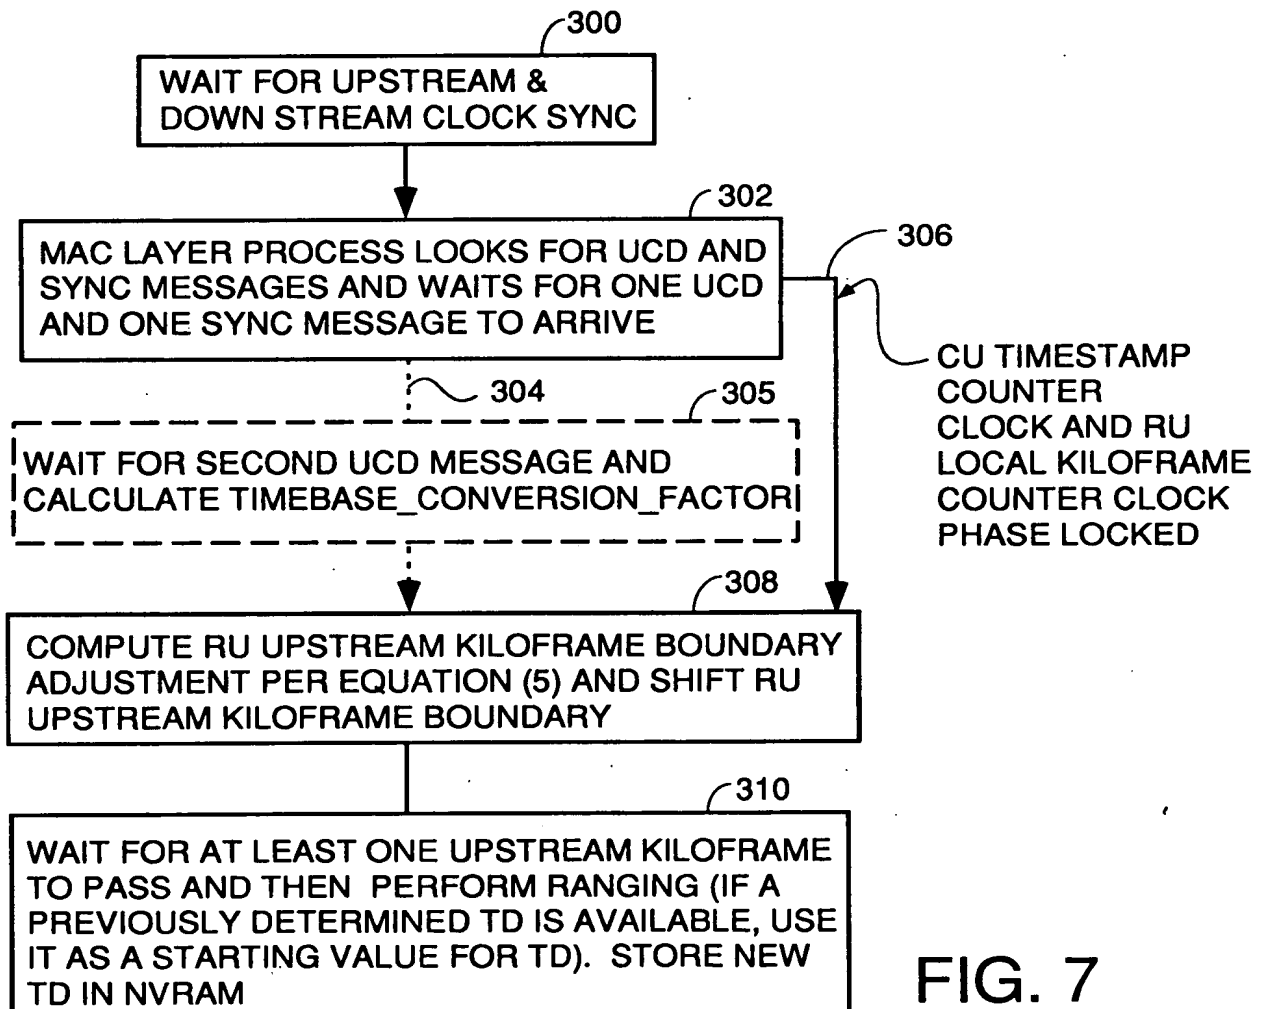 300
WAIT FOR UPSTREAM &
DOWN STREAM CLOCK SYNC
302
MAC LAYER PROCESS LOOKS FOR UCD AND
SYNC MESSAGES AND WAITS FOR ONE UCD
AND ONE SYNC MESSAGE TO ARRIVE
306
CU TIMESTAMP
COUNTER
CLOCK AND RU
LOCAL KILOFRAME
COUNTER CLOCK
PHASE LOCKED
304
305
WAIT FOR SECOND UCD MESSAGE AND
CALCULATE TIMEBASE_CONVERSION_FACTOR
308
COMPUTE RU UPSTREAM KILOFRAME BOUNDARY
ADJUSTMENT PER EQUATION (5) AND SHIFT RU
UPSTREAM KILOFRAME BOUNDARY
310
WAIT FOR AT LEAST ONE UPSTREAM KILOFRAME
TO PASS AND THEN PERFORM RANGING (IF A
PREVIOUSLY DETERMINED TD IS AVAILABLE, USE
IT AS A STARTING VALUE FOR TD). STORE NEW
TD IN NVRAM
FIG. 7